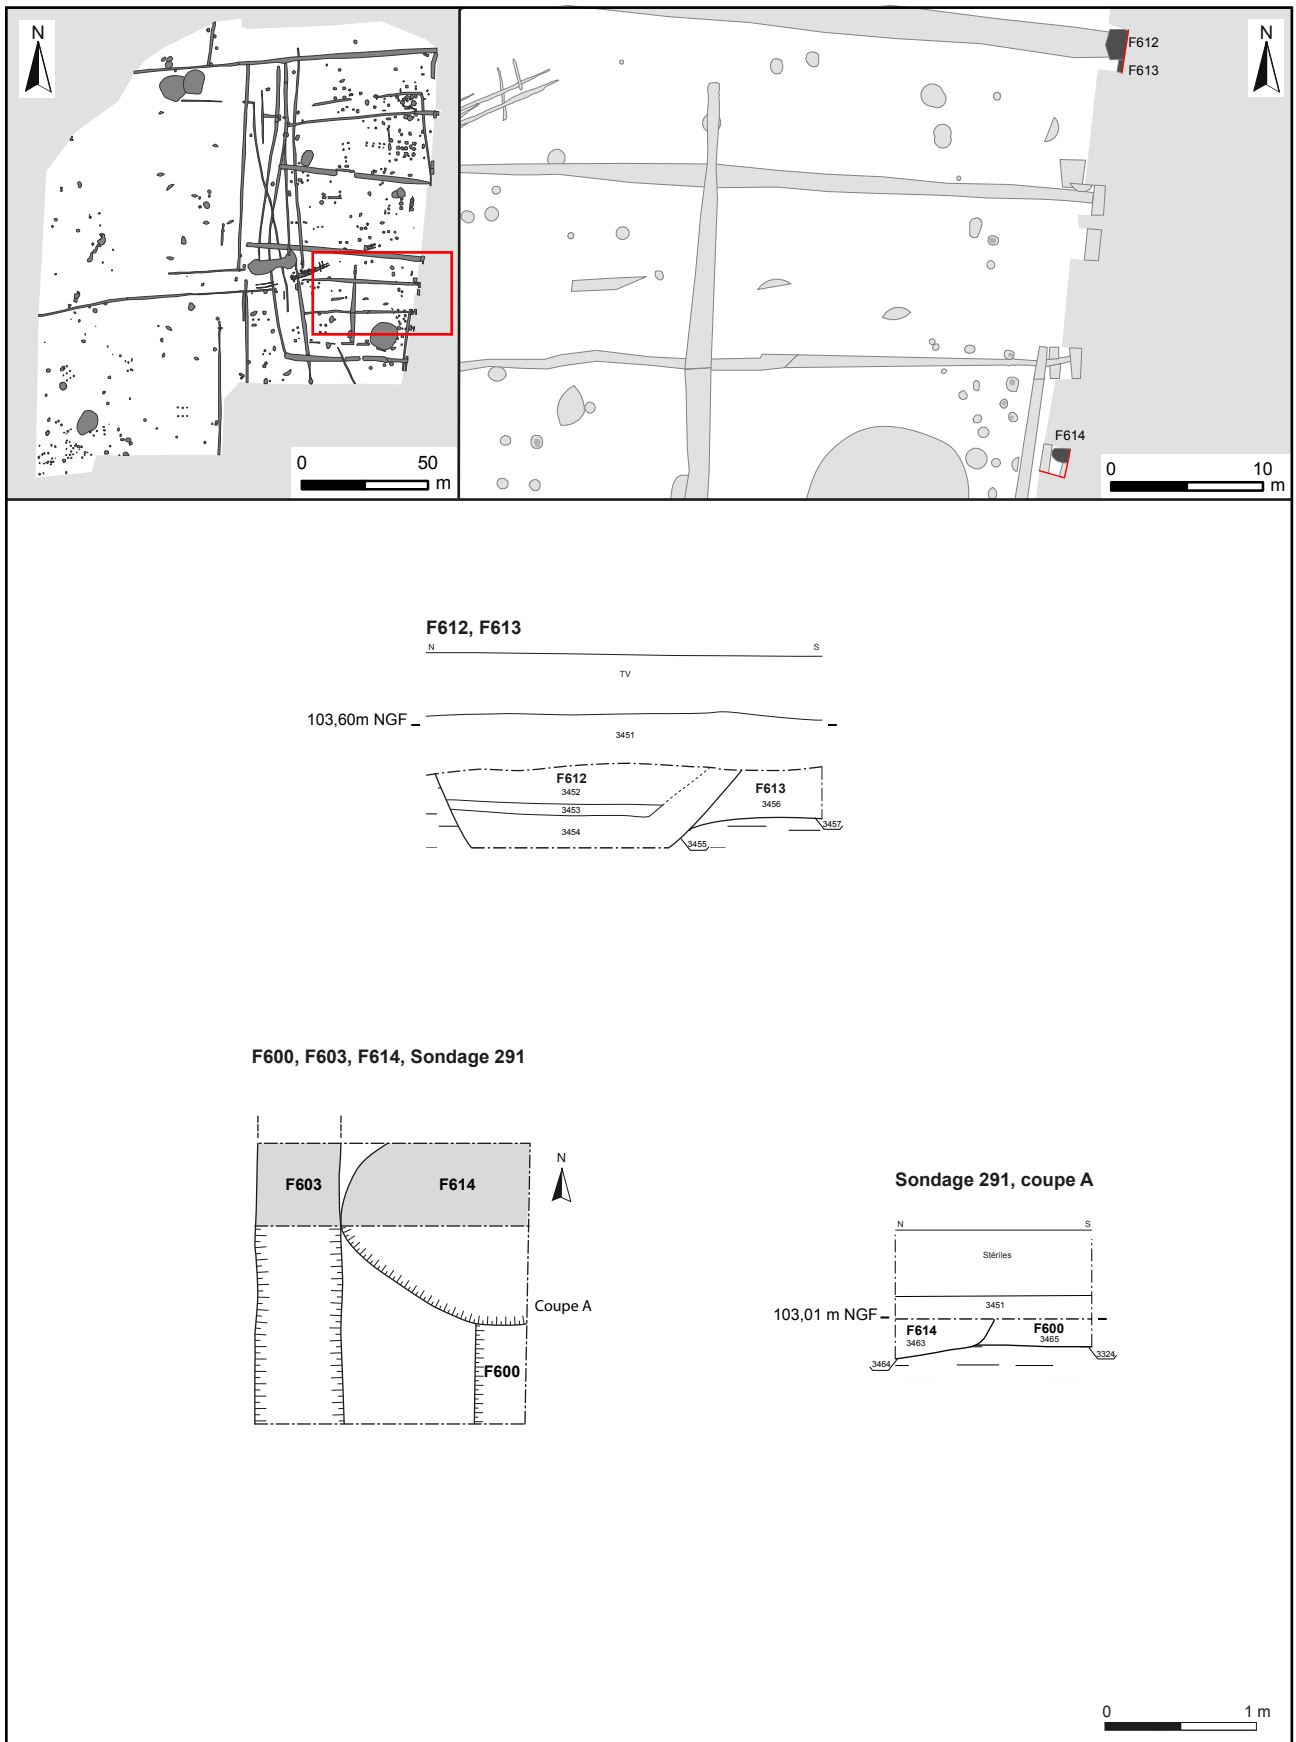 N
0
50
m
N
F612
F613
F614
0
10
m
F612, F613
N
S
TV
103,60m NGF
3451
F612
3452
3453
3454
F613
3456
3457
3455
F600, F603, F614, Sondage 291
F603
F614
N
Coupe A
F600
Sondage 291, coupe A
N
S
Stériles
3451
103,01 m NGF
F614
3463
F600
3465
3464
3324
0
1 m